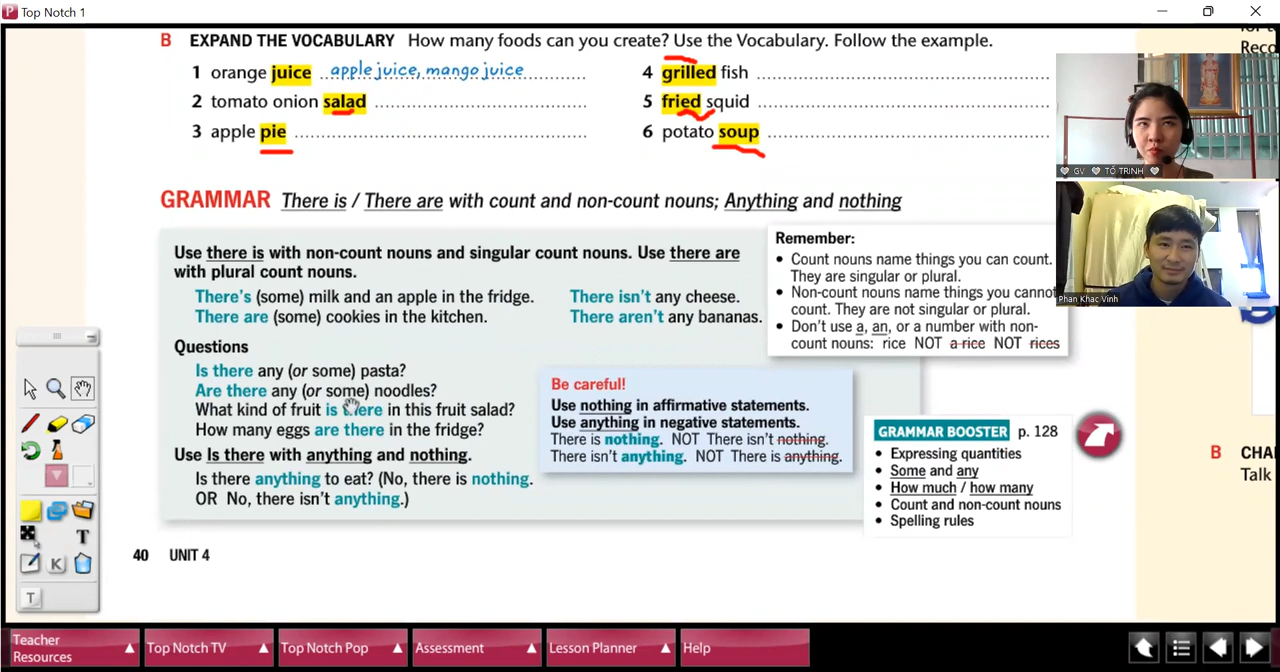 Top Notch 1
B EXPAND THE VOCABULARY How many foods can you create? Use the Vocabulary. Follow the example.
1 orange juice apple juice, mango juice
2 tomato onion salad
3 apple pie
4 grilled fish
5 fried squid
6 potato soup
Reco
GV TỐ TRINH
Phan Khac Vinh
GRAMMAR There is / There are with count and non-count nouns; Anything and nothing
Use there is with non-count nouns and singular count nouns. Use there are
with plural count nouns.
There's (some) milk and an apple in the fridge.
There are (some) cookies in the kitchen.
There isn't any cheese.
There aren't any bananas.
Remember:
• Count nouns name things you can count.
They are singular or plural.
• Non-count nouns name things you cannot
count. They are not singular or plural.
• Don't use a, an, or a number with non-
count nouns: rice NOT a rice NOT rices
Questions
Is there any (or some) pasta?
Are there any (or some) noodles?
What kind of fruit is there in this fruit salad?
How many eggs are there in the fridge?
Use Is there with anything and nothing.
Is there anything to eat? (No, there is nothing.
OR No, there isn't anything.)
Be careful!
Use nothing in affirmative statements.
Use anything in negative statements.
There is nothing. NOT There isn't nothing.
There isn't anything. NOT There is anything.
GRAMMAR BOOSTER p. 128
• Expressing quantities
• Some and any
• How much / how many
• Count and non-count nouns
• Spelling rules
B CHA
Talk
40 UNIT 4
T
K
T
Teacher
Resources
Top Notch TV
Top Notch Pop
Assessment
Lesson Planner
Help